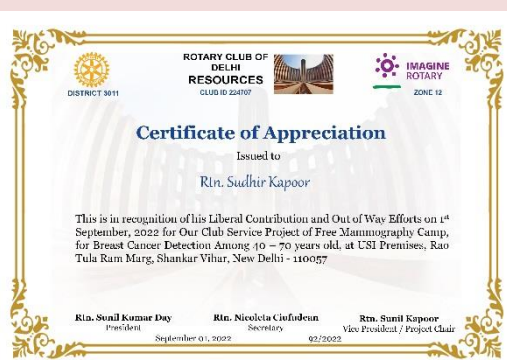 ROTARY CLUB OF
DELHI
RESOURCES
CLUB ID 224707
DISTRICT 3011
IMAGINE
ROTARY
ZONE 12
Certificate of Appreciation
Issued to
Rtn. Sudhir Kapoor
This is in recognition of his Liberal Contribution and Out of Way Efforts on 1st
September, 2022 for Our Club Service Project of Free Mammography Camp,
for Breast Cancer Detection Among 40 – 70 years old, at USI Premises, Rao
Tula Ram Marg, Shankar Vihar, New Delhi - 110057
Rtn. Sunil Kumar Day
Rtn. Nicoleta Ciofudean
Rtn. Sunil Kapoor
President
Secretary
Vice President / Project Chair
September 01, 2022
92/2022